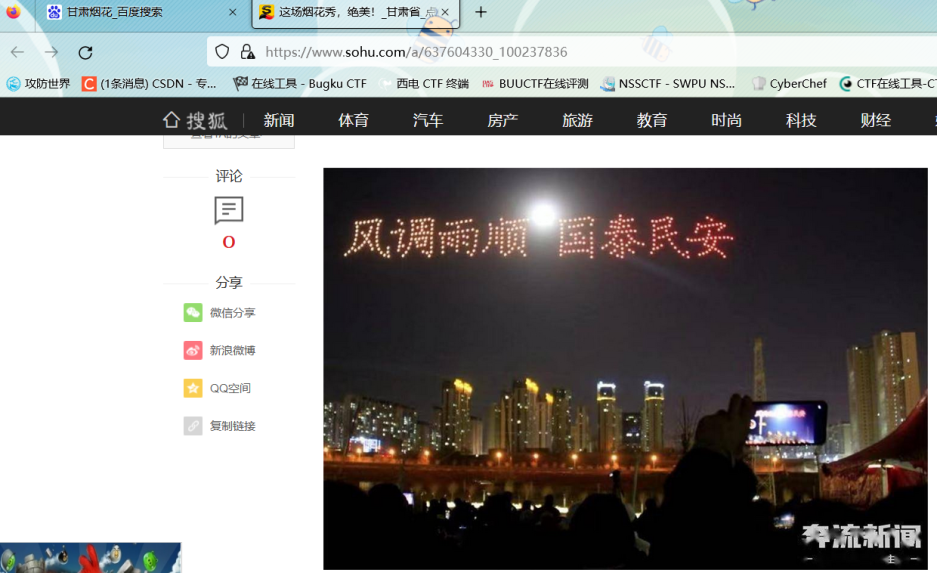 甘肃烟花_百度搜索
这场烟花秀，绝美！_甘肃省_点
https://www.sohu.com/a/637604330_100237836
攻防世界
(1条消息) CSDN - 专...
在线工具 - Bugku CTF
西电 CTF 终端
BUUCTF在线评测
NSSCTF - SWPU NS...
CyberChef
CTF在线工具-CT
搜狐
新闻
体育
汽车
房产
旅游
教育
时尚
科技
财经
评论
0
分享
微信分享
新浪微博
QQ空间
复制链接
风调雨顺 国泰民安
奔流新闻